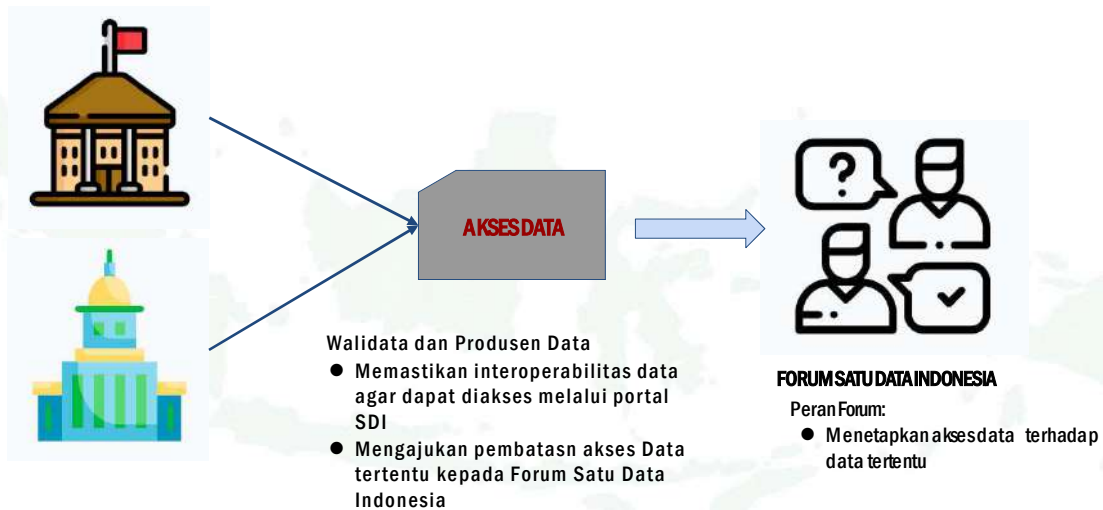 AKSES DATA
Walidata dan Produsen Data
● Memastikan interoperabilitas data
agar dapat diakses melalui portal
SDI
● Mengajukan pembatasn akses Data
tertentu kepada Forum Satu Data
Indonesia
?
FORUM SATU DATA INDONESIA
Peran Forum:
● Menetapkan akses data terhadap
data tertentu